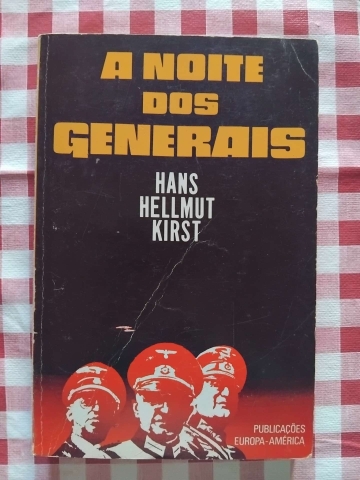 A NOITE
DOS
GENERAIS
HANS
HELLMUT
KIRST
PUBLICAÇÕES
EUROPA-AMÉRICA